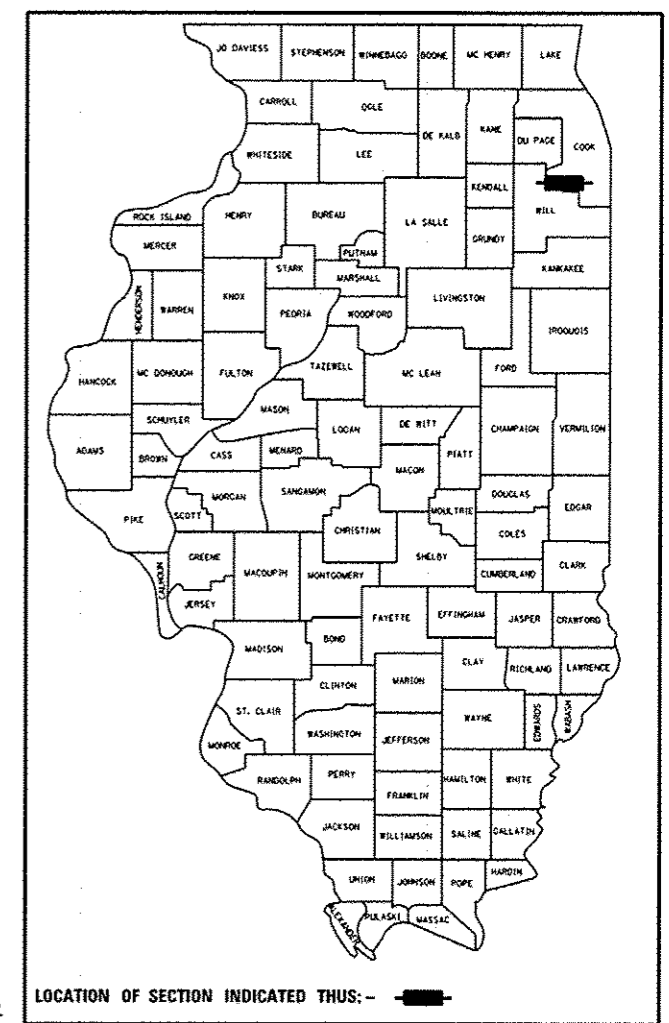 JO DAVIESS STEPHENSON WINNEBAGO BOONE MC HENRY LAKE
CARROLL OGLE DE KALB KANE DU PAGE COOK
WHITESIDE LEE KENDALL WILL
ROCK ISLAND HENRY BUREAU LA SALLE GRUNDY
MERCER STARK PUTNAM MARSHALL KANKAKEE
HENDERSON WARREN KNOX PEORIA WOODFORD LIVINGSTON IROQUOIS
HANCOCK MC DONOUGH FULTON TAZEWELL MC LEAN FORD
SCHUYLER MASON LOGAN DE WITT CHAMPAIGN VERMILION
ADAMS BROWN CASS MENARD MACON PIATT
PIKE SCOTT MORGAN SANGAMON CHRISTIAN MOULTRIE DOUGLAS EDGAR
COLES
CALHOUN GREENE MACOUPIN MONTGOMERY SHELBY CUMBERLAND CLARK
JERSEY FAYETTE EFFINGHAM JASPER CRAWFORD
MADISON BOND CLAY RICHLAND LAWRENCE
ST. CLAIR CLINTON MARION WAYNE EDWARDS WABASH
MONROE WASHINGTON JEFFERSON
RANDOLPH PERRY FRANKLIN HAMILTON WHITE
JACKSON WILLIAMSON SALINE GALLATIN
UNION JOHNSON POPE HARDIN
ALEXANDER PULASKI MASSAC
LOCATION OF SECTION INDICATED THUS:-